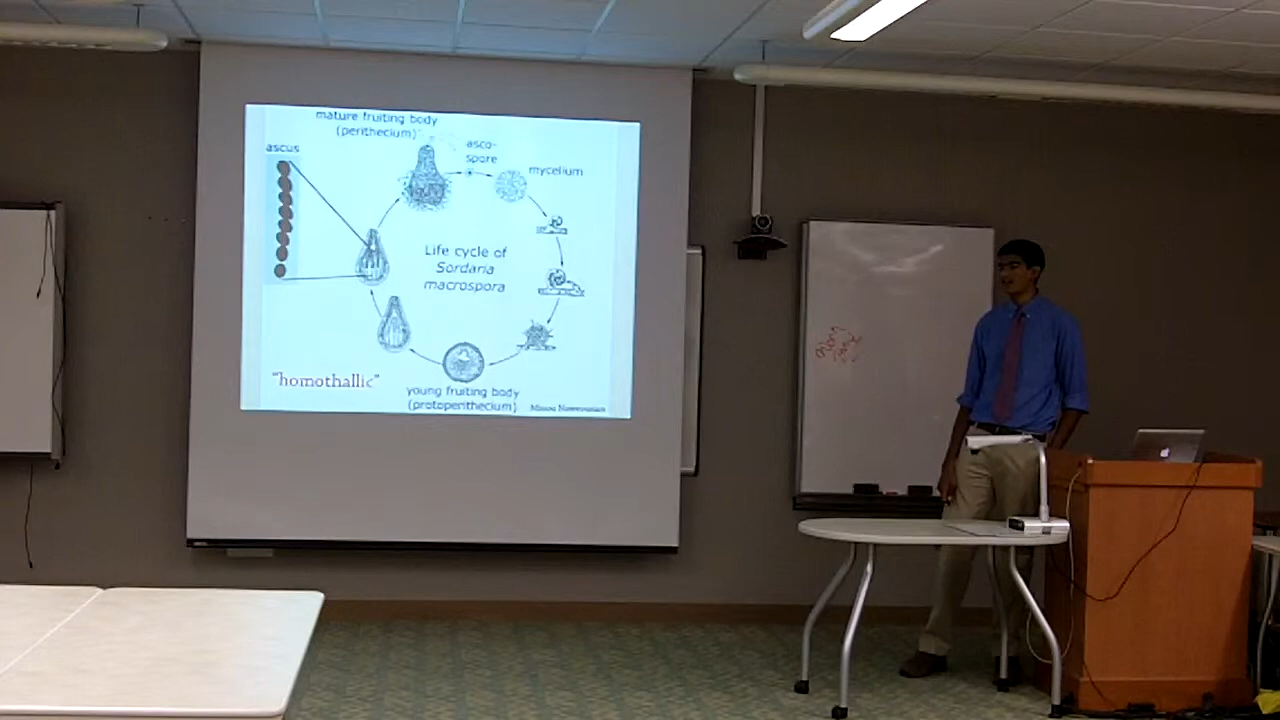 mature fruiting body
(perithecium)
ascus
asco-
spore
mycelium
Life cycle of
Sordaria
macrospora
"homothallic"
young fruiting body
(protoperithecium)